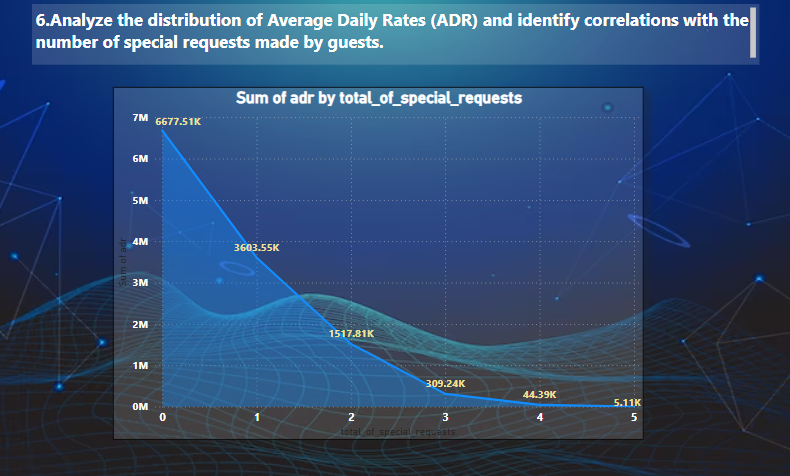 6.Analyze the distribution of Average Daily Rates (ADR) and identify correlations with the
number of special requests made by guests.
Sum of adr by total_of_special_requests
7M
6677.51K
6M
5M
4M
3603.55K
Sum of adr
3M
2M
1517.81K
1M
309.24K
44.39K
5.11K
0M
0 1 2 3 4 5
total_of_special_requests